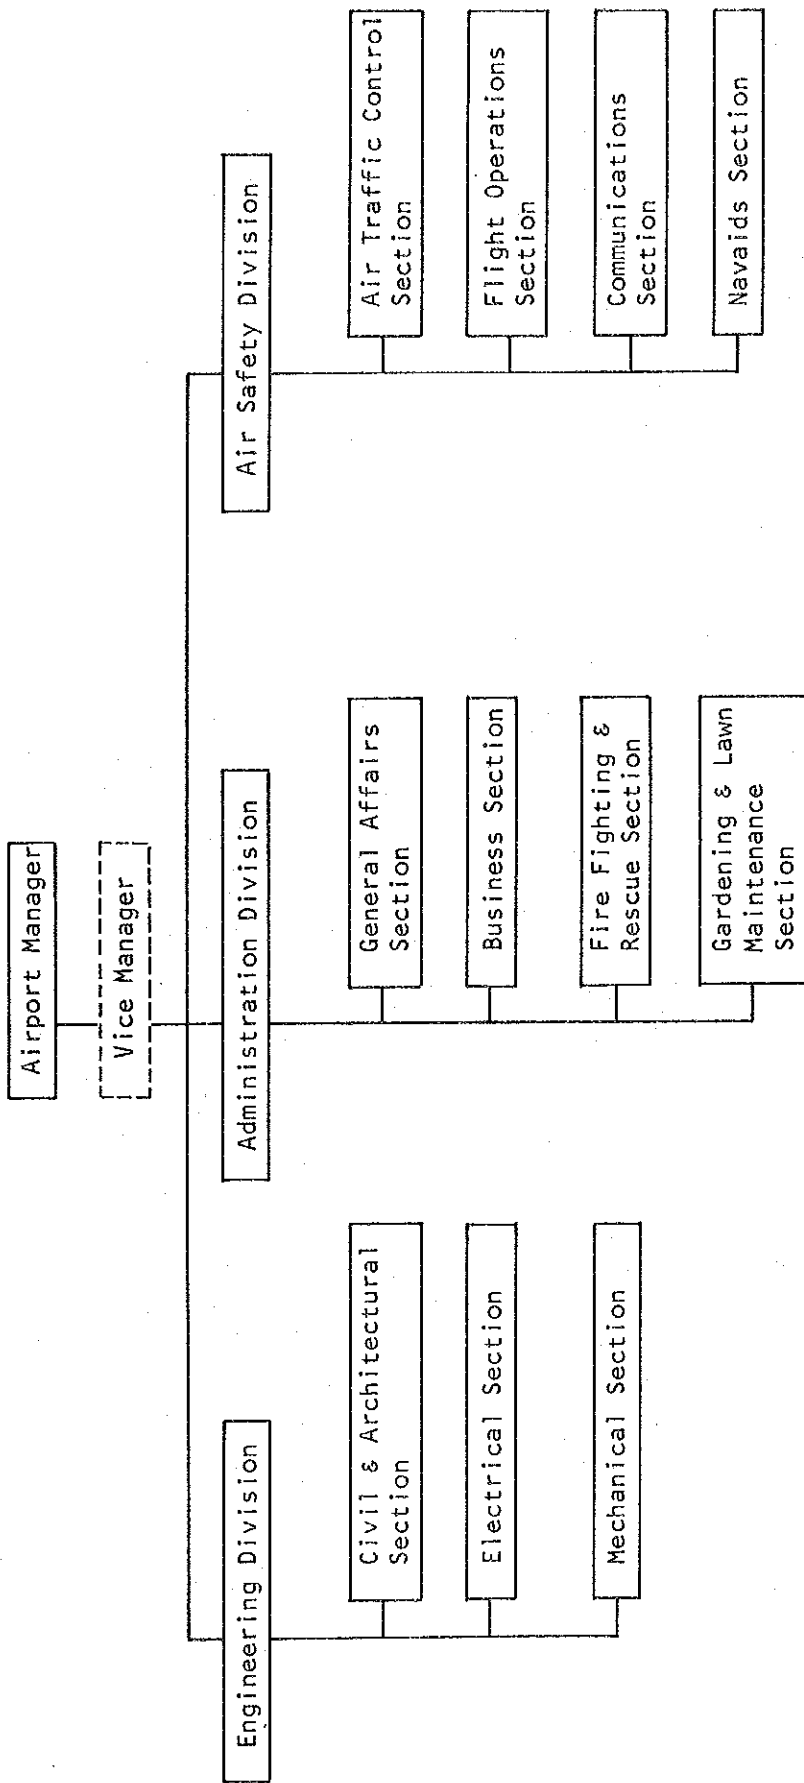 Airport Manager
Vice Manager
Engineering Division
Civil & Architectural
Section
Electrical Section
Mechanical Section
Administration Division
General Affairs
Section
Business Section
Fire Fighting &
Rescue Section
Gardening & Lawn
Maintenance
Section
Air Safety Division
Air Traffic Control
Section
Flight Operations
Section
Communications
Section
Navaids Section